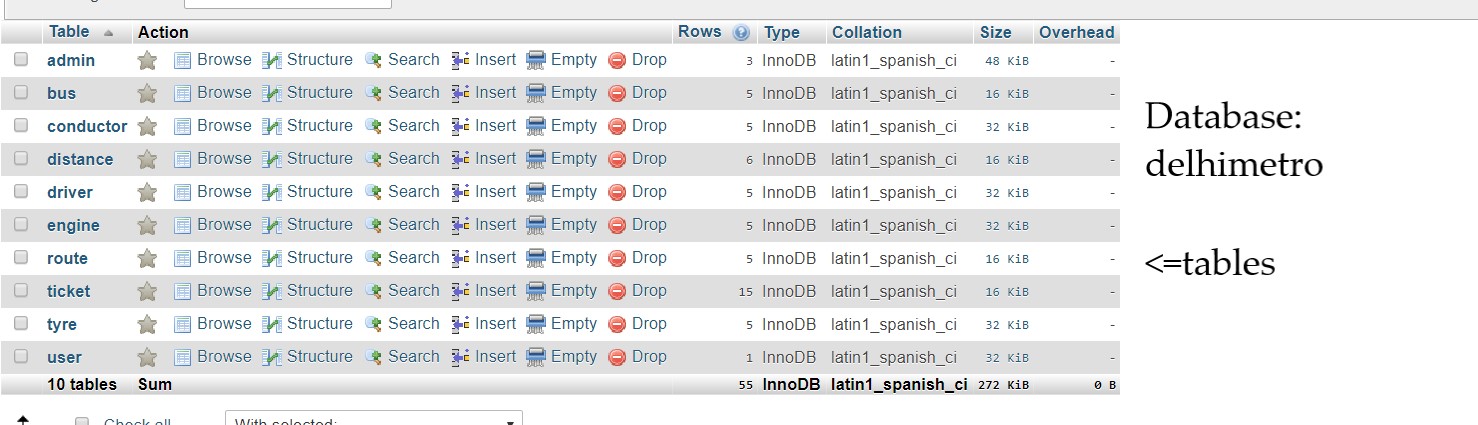 Table Action Rows Type Collation Size Overhead
admin Browse Structure Search Insert Empty Drop 3 InnoDB latin1_spanish_ci 48 KiB -
bus Browse Structure Search Insert Empty Drop 5 InnoDB latin1_spanish_ci 16 KiB -
conductor Browse Structure Search Insert Empty Drop 5 InnoDB latin1_spanish_ci 32 KiB -
distance Browse Structure Search Insert Empty Drop 6 InnoDB latin1_spanish_ci 16 KiB -
driver Browse Structure Search Insert Empty Drop 5 InnoDB latin1_spanish_ci 32 KiB -
engine Browse Structure Search Insert Empty Drop 5 InnoDB latin1_spanish_ci 32 KiB -
route Browse Structure Search Insert Empty Drop 5 InnoDB latin1_spanish_ci 16 KiB -
ticket Browse Structure Search Insert Empty Drop 15 InnoDB latin1_spanish_ci 16 KiB -
tyre Browse Structure Search Insert Empty Drop 5 InnoDB latin1_spanish_ci 32 KiB -
user Browse Structure Search Insert Empty Drop 1 InnoDB latin1_spanish_ci 32 KiB -
10 tables Sum 55 InnoDB latin1_spanish_ci 272 KiB 0 B
Check all With selected:
Database:
delhimetro
<=tables